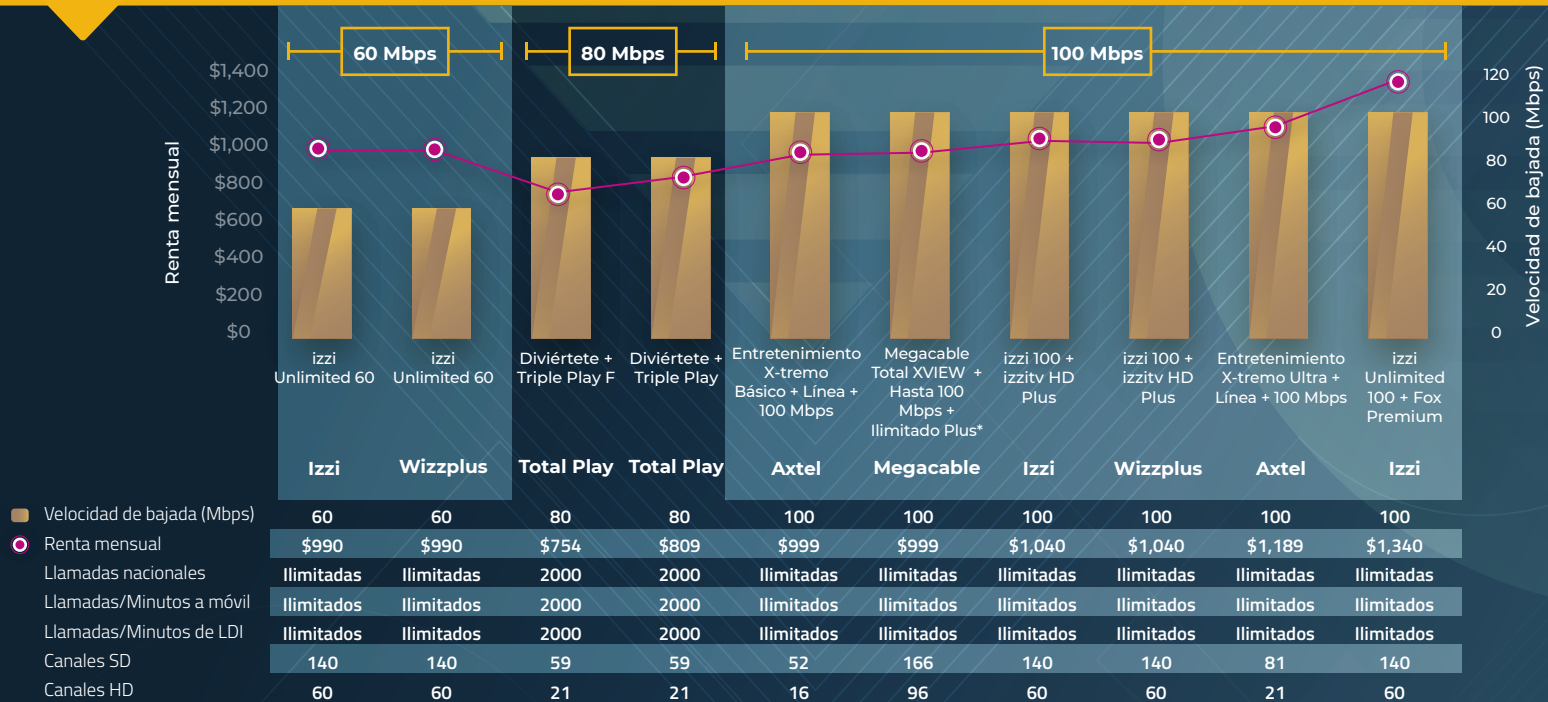 60 Mbps
80 Mbps
100 Mbps
$1,400
$1,200
$1,000
$800
$600
$400
$200
$0
Renta mensual
120
100
80
60
40
20
0
Velocidad de bajada (Mbps)
izzi
Unlimited 60
izzi
Unlimited 60
Diviértete +
Triple Play F
Diviértete +
Triple Play
Entretenimiento
X-tremo
Básico + Línea +
100 Mbps
Megacable
Total XVIEW +
Hasta 100
Mbps +
Ilimitado Plus*
izzi 100 +
izzitv HD
Plus
izzi 100 +
izzitv HD
Plus
Entretenimiento
X-tremo Ultra +
Línea + 100 Mbps
izzi
Unlimited
100 + Fox
Premium
Izzi Wizzplus Total Play Total Play Axtel Megacable Izzi Wizzplus Axtel Izzi
Velocidad de bajada (Mbps) 60 60 80 80 100 100 100 100 100 100
Renta mensual $990 $990 $754 $809 $999 $999 $1,040 $1,040 $1,189 $1,340
Llamadas nacionales Ilimitadas Ilimitadas 2000 2000 Ilimitadas Ilimitadas Ilimitadas Ilimitadas Ilimitadas Ilimitadas
Llamadas/Minutos a móvil Ilimitados Ilimitados 2000 2000 Ilimitados Ilimitados Ilimitados Ilimitados Ilimitados Ilimitados
Llamadas/Minutos de LDI Ilimitados Ilimitados 2000 2000 Ilimitados Ilimitados Ilimitados Ilimitados Ilimitados Ilimitados
Canales SD 140 140 59 59 52 166 140 140 81 140
Canales HD 60 60 21 21 16 96 60 60 21 60